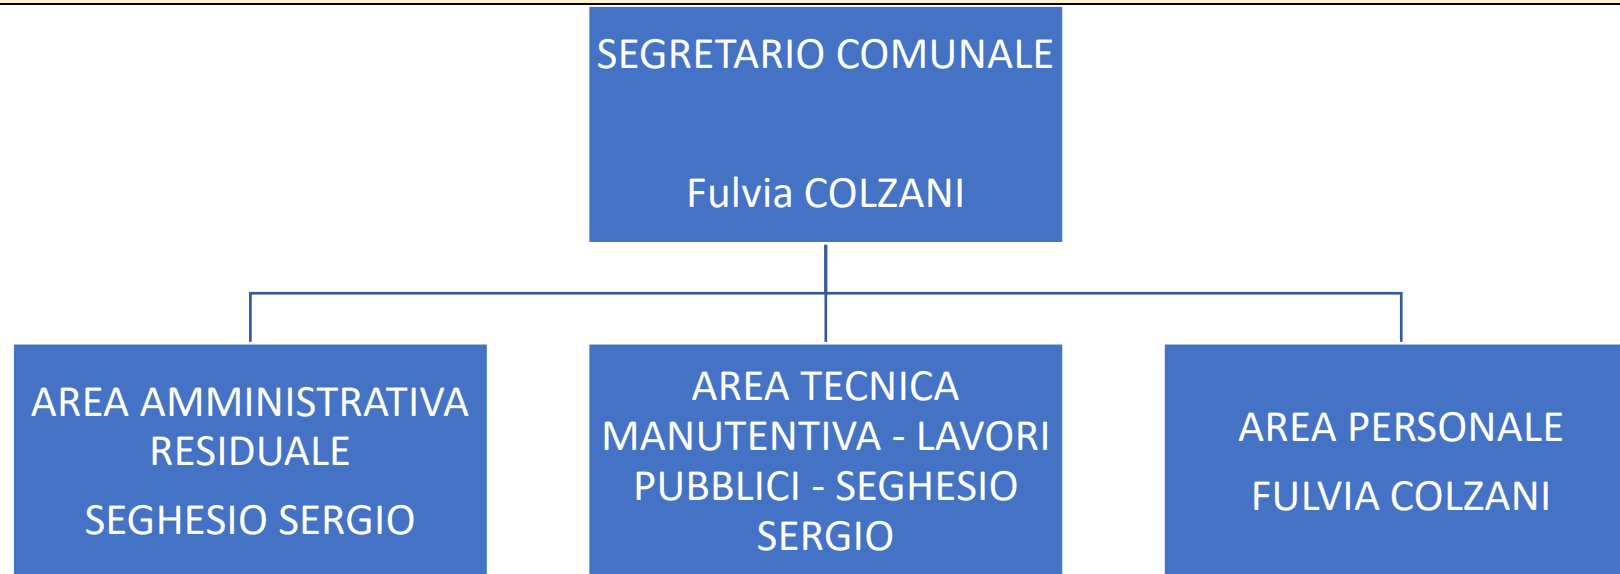 SEGRETARIO COMUNALE
Fulvia COLZANI
AREA AMMINISTRATIVA
RESIDUALE
SEGHESIO SERGIO
AREA TECNICA
MANUTENTIVA - LAVORI
PUBBLICI - SEGHESIO
SERGIO
AREA PERSONALE
FULVIA COLZANI